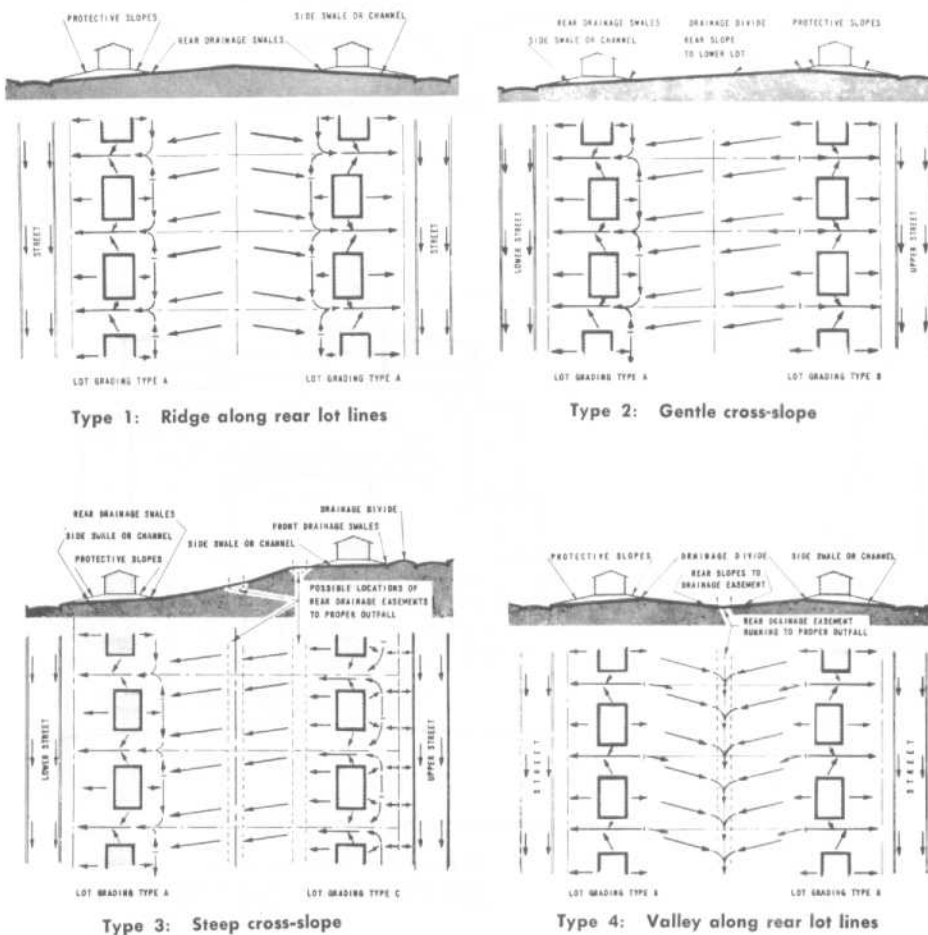 PROTECTIVE SLOPES
SIDE SWALE OR CHANNEL
REAR DRAINAGE SWALES
STREET
STREET
LOT GRADING TYPE A
LOT GRADING TYPE A
Type 1: Ridge along rear lot lines
REAR DRAINAGE SWALES
DRAINAGE DIVIDE
PROTECTIVE SLOPES
SIDE SWALE OR CHANNEL
REAR SLOPE
TO LOWER LOT
LOWER STREET
UPPER STREET
LOT GRADING TYPE A
LOT GRADING TYPE B
Type 2: Gentle cross-slope
REAR DRAINAGE SWALES
SIDE SWALE OR CHANNEL
PROTECTIVE SLOPES
DRAINAGE DIVIDE
FRONT DRAINAGE SWALES
SIDE SWALE OR CHANNEL
POSSIBLE LOCATIONS OF
REAR DRAINAGE EASEMENTS
TO PROPER OUTFALL
LOWER STREET
UPPER STREET
LOT GRADING TYPE A
LOT GRADING TYPE C
Type 3: Steep cross-slope
PROTECTIVE SLOPES
DRAINAGE DIVIDE
SIDE SWALE OR CHANNEL
REAR SLOPES TO
DRAINAGE EASEMENT
REAR DRAINAGE EASEMENT
RUNNING TO PROPER OUTFALL
STREET
STREET
LOT GRADING TYPE
LOT GRADING TYPE
Type 4: Valley along rear lot lines